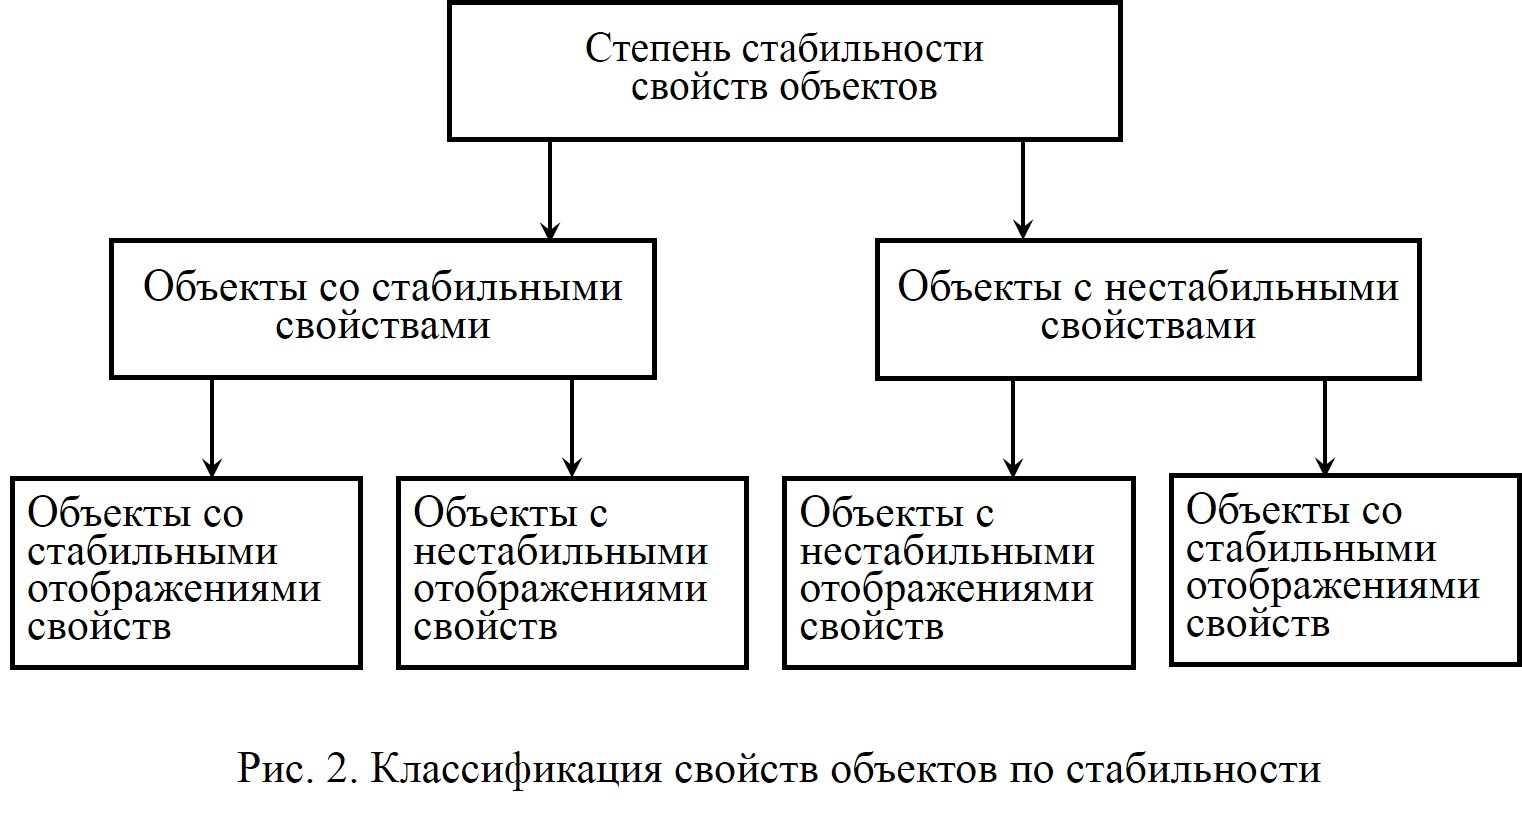 Степень стабильности
свойств объектов
Объекты со стабильными
свойствами
Объекты с нестабильными
свойствами
Объекты со
стабильными
отображениями
свойств
Объекты с
нестабильными
отображениями
свойств
Объекты с
нестабильными
отображениями
свойств
Объекты со
стабильными
отображениями
свойств
Рис. 2. Классификация свойств объектов по стабильности